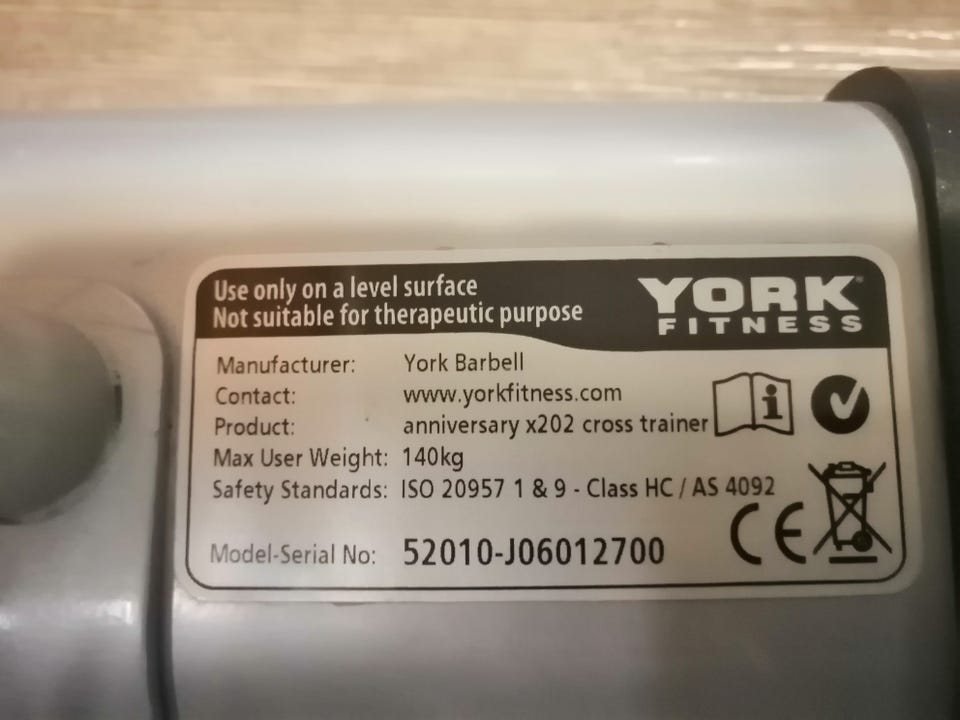 Use only on a level surface
Not suitable for therapeutic purpose
YORK
FITNESS
Manufacturer: York Barbell
Contact: www.yorkfitness.com
Product: anniversary x202 cross trainer
Max User Weight: 140kg
Safety Standards: ISO 20957 1 & 9 - Class HC / AS 4092
Model-Serial No: 52010-J06012700
i
CE